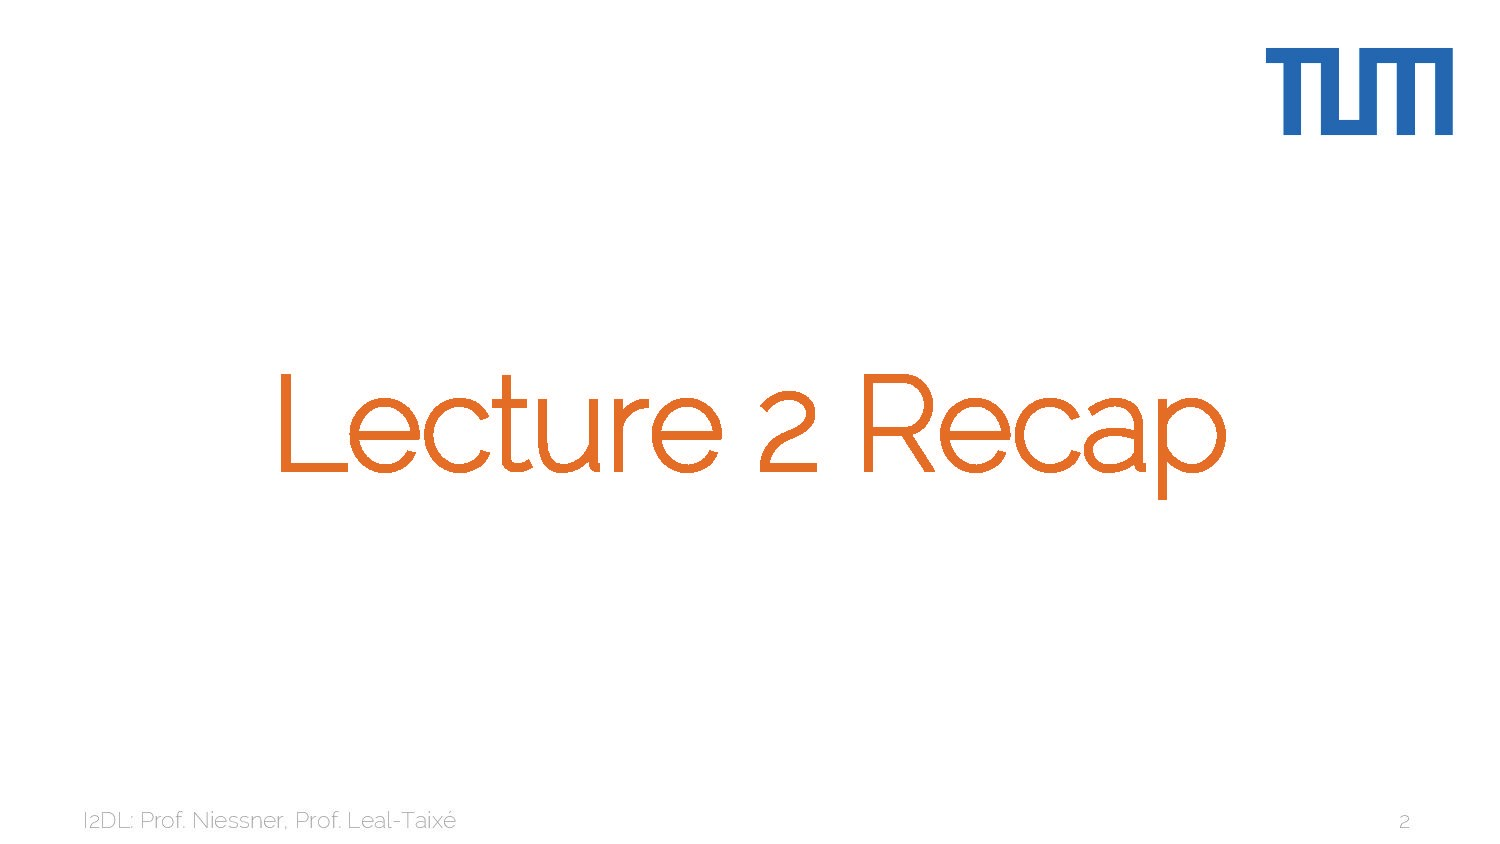 TUM
Lecture 2 Recap
I2DL: Prof. Niessner, Prof. Leal-Taixé
2